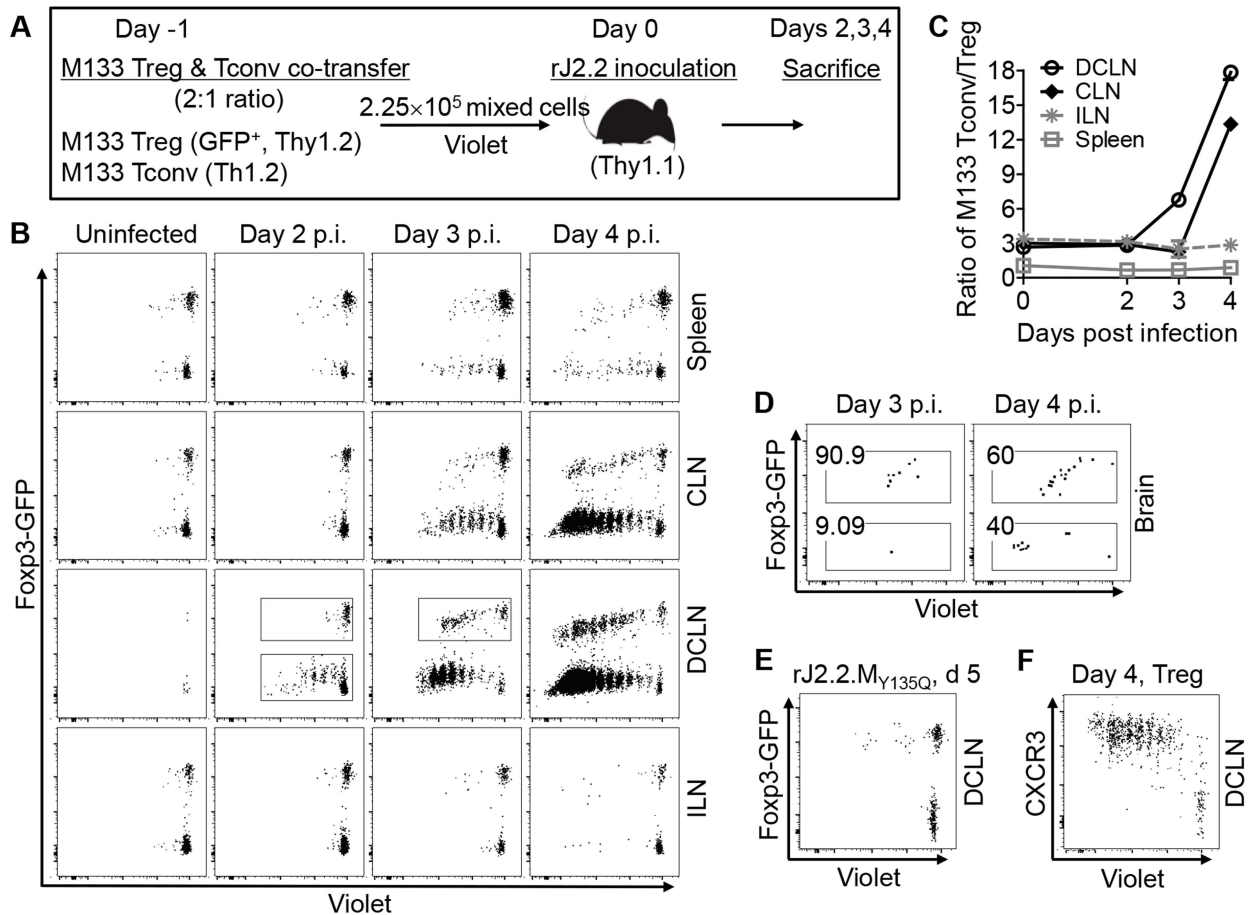 A
Day -1
Day 0
Days 2,3,4
M133 Treg & Tconv co-transfer
rJ2.2 inoculation
Sacrifice
(2:1 ratio)
2.25×10⁵ mixed cells
Violet
M133 Treg (GFP⁺, Thy1.2)
M133 Tconv (Th1.2)
(Thy1.1)
B
Uninfected
Day 2 p.i.
Day 3 p.i.
Day 4 p.i.
Foxp3-GFP
Spleen
CLN
DCLN
ILN
Violet
C
Ratio of M133 Tconv/Treg
18
15
12
9
6
3
0
DCLN
CLN
ILN
Spleen
0
2
3
4
Days post infection
D
Day 3 p.i.
Day 4 p.i.
Foxp3-GFP
90.9
9.09
60
40
Brain
Violet
E
rJ2.2.M_Y135Q, d 5
Foxp3-GFP
DCLN
Violet
F
Day 4, Treg
CXCR3
DCLN
Violet